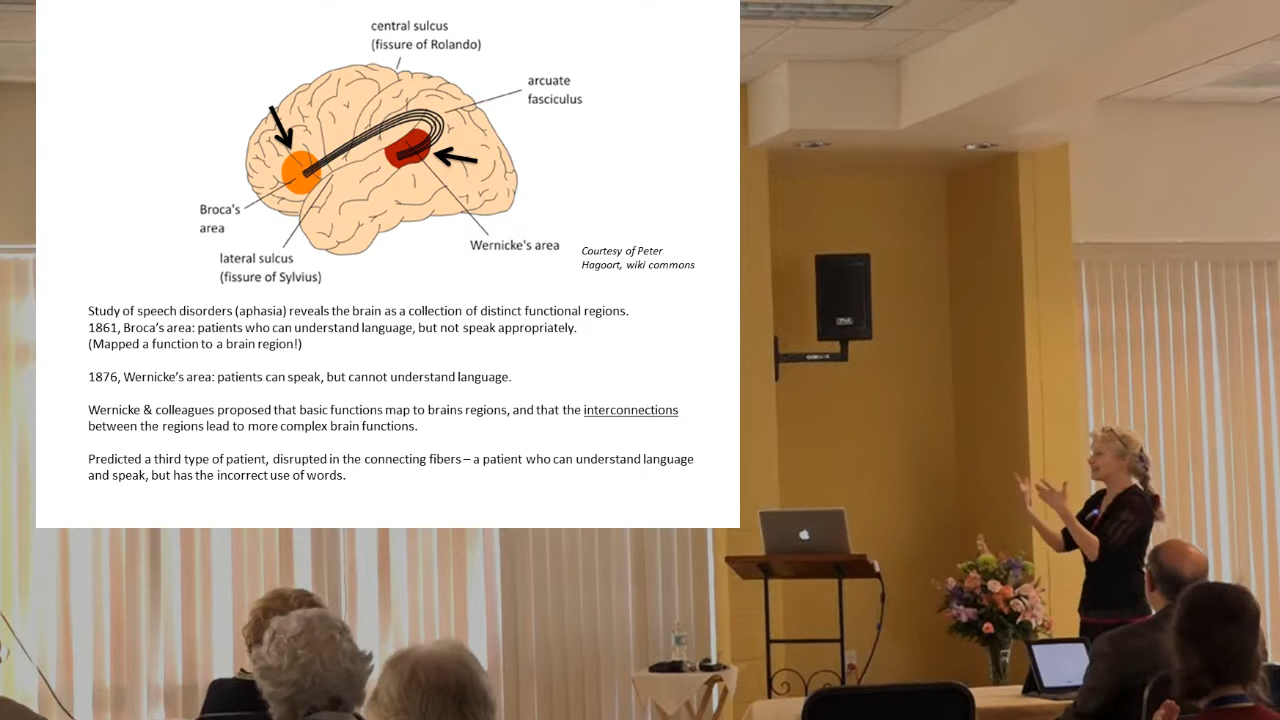 central sulcus
(fissure of Rolando)
arcuate
fasciculus
Broca's
area
Wernicke's area
lateral sulcus
(fissure of Sylvius)
Courtesy of Peter
Hagoort, wiki commons
Study of speech disorders (aphasia) reveals the brain as a collection of distinct functional regions.
1861, Broca’s area: patients who can understand language, but not speak appropriately.
(Mapped a function to a brain region!)
1876, Wernicke’s area: patients can speak, but cannot understand language.
Wernicke & colleagues proposed that basic functions map to brains regions, and that the interconnections
between the regions lead to more complex brain functions.
Predicted a third type of patient, disrupted in the connecting fibers – a patient who can understand language
and speak, but has the incorrect use of words.